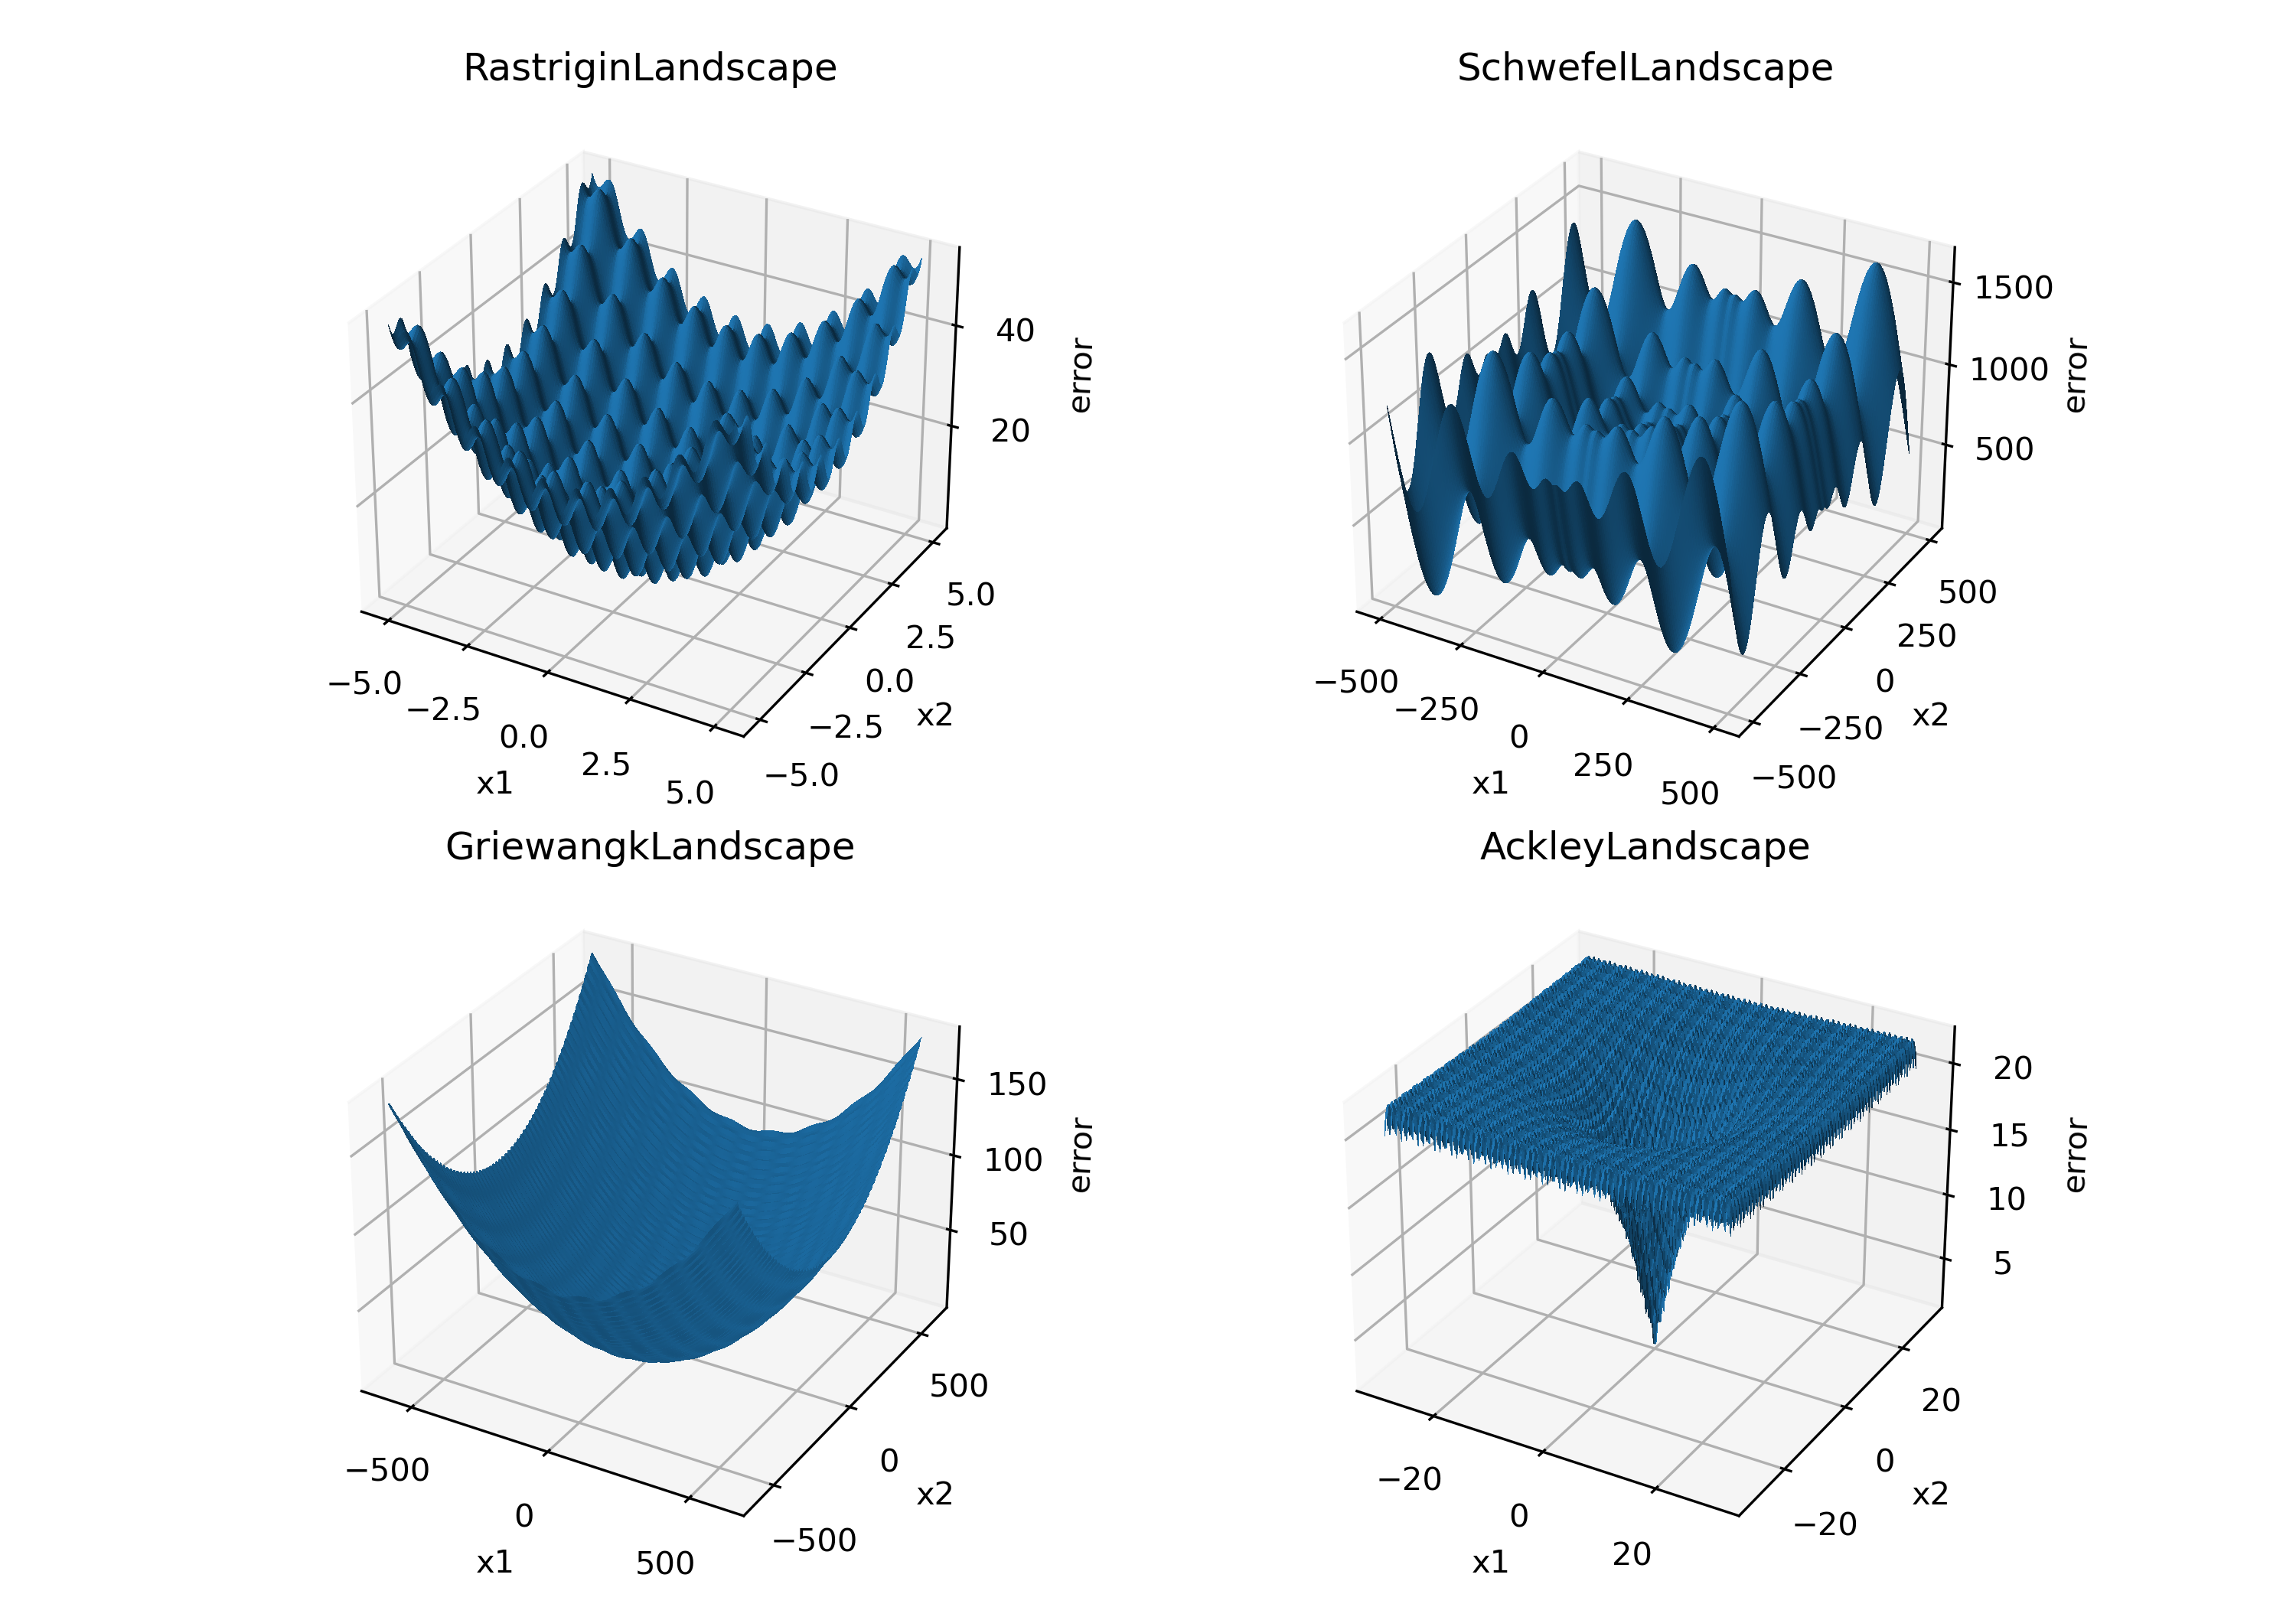 RastriginLandscape
40
20
error
−5.0
−2.5
0.0
2.5
5.0
x1
−5.0
−2.5
0.0
2.5
5.0
x2
SchwefelLandscape
1500
1000
500
error
−500
−250
0
250
500
x1
−500
−250
0
250
500
x2
GriewangkLandscape
150
100
50
error
−500
0
500
x1
−500
0
500
x2
AckleyLandscape
20
15
10
5
error
−20
0
20
x1
−20
0
20
x2